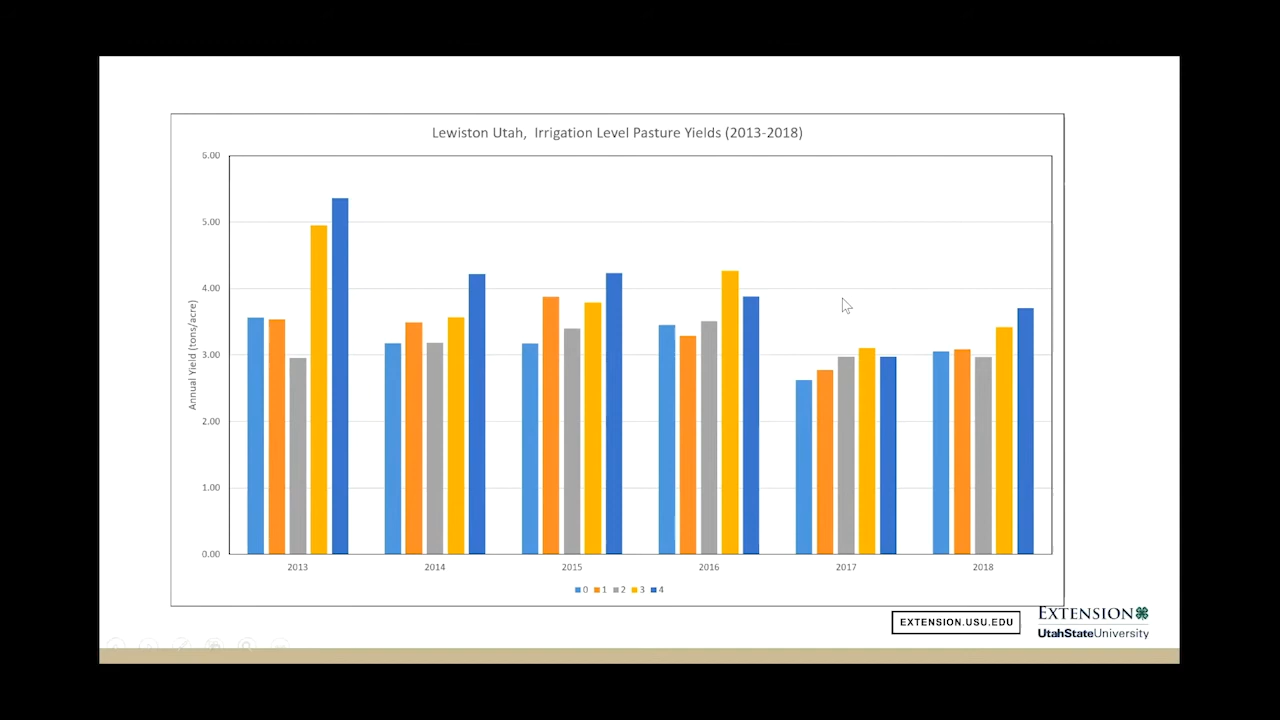 Lewiston Utah, Irrigation Level Pasture Yields (2013-2018)
6.00
5.00
4.00
3.00
2.00
1.00
0.00
Annual Yield (tons/acre)
2013 2014 2015 2016 2017 2018
0 1 2 3 4
EXTENSION.USU.EDU
EXTENSION
UtahStateUniversity